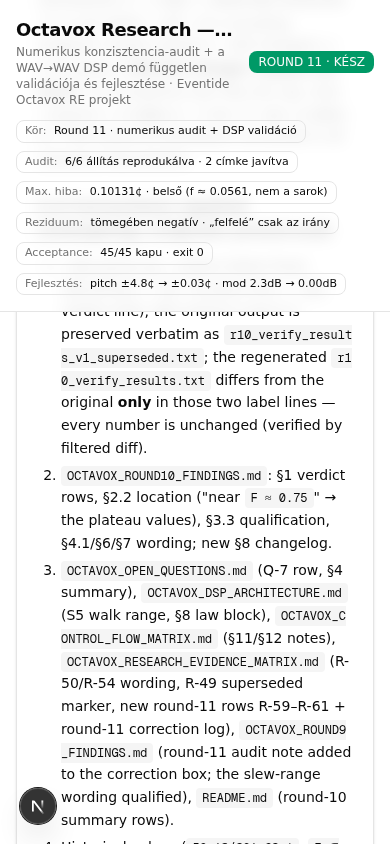 Octavox Research —...
Numerikus konzisztencia-audit + a
WAV→WAV DSP demó független
validációja és fejlesztése · Eventide
Octavox RE projekt
ROUND 11 · KÉSZ
Kör: Round 11 · numerikus audit + DSP validáció
Audit: 6/6 állítás reprodukálva · 2 címke javítva
Max. hiba: 0.10131¢ · belső (f ≈ 0.0561, nem a sarok)
Reziduum: tömegében negatív · „felfelé” csak az irány
Acceptance: 45/45 kapu · exit 0
Fejlesztés: pitch ±4.8¢ → ±0.03¢ · mod 2.3dB → 0.00dB
verdict line), the original output is
preserved verbatim as r10_verify_result
s_v1_superseded.txt ; the regenerated r1
0_verify_results.txt differs from the
original only in those two label lines —
every number is unchanged (verified by
filtered diff).
2. OCTAVOX_ROUND10_FINDINGS.md : §1 verdict
rows, §2.2 location ("near F ≈ 0.75 " →
the plateau values), §3.3 qualification,
§4.1/§6/§7 wording; new §8 changelog.
3. OCTAVOX_OPEN_QUESTIONS.md (Q-7 row, §4
summary), OCTAVOX_DSP_ARCHITECTURE.md
(S5 walk range, §8 law block), OCTAVOX_C
ONTROL_FLOW_MATRIX.md (§11/§12 notes),
OCTAVOX_RESEARCH_EVIDENCE_MATRIX.md (R-
50/R-54 wording, R-49 superseded
marker, new round-11 rows R-59–R-61 +
round-11 correction log), OCTAVOX_ROUND9
_FINDINGS.md (round-11 audit note added
to the correction box; the slew-range
wording qualified), README.md (round-10
summary rows).
N